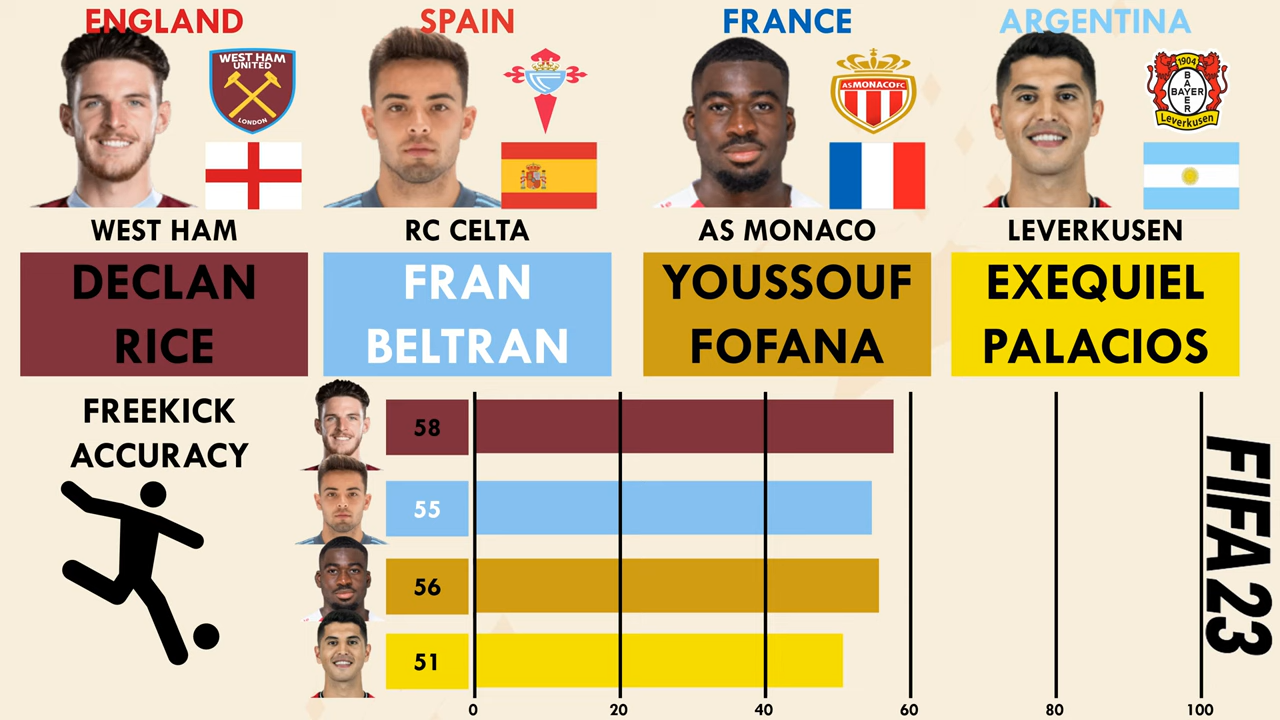 ENGLAND
SPAIN
FRANCE
ARGENTINA
WEST HAM
UNITED
LONDON
AS MONACO FC
1904
BAYER
BAYER
Leverkusen
WEST HAM
RC CELTA
AS MONACO
LEVERKUSEN
DECLAN
RICE
FRAN
BELTRAN
YOUSSOUF
FOFANA
EXEQUIEL
PALACIOS
FREEKICK
ACCURACY
58
55
56
51
0
20
40
60
80
100
FIFA 23